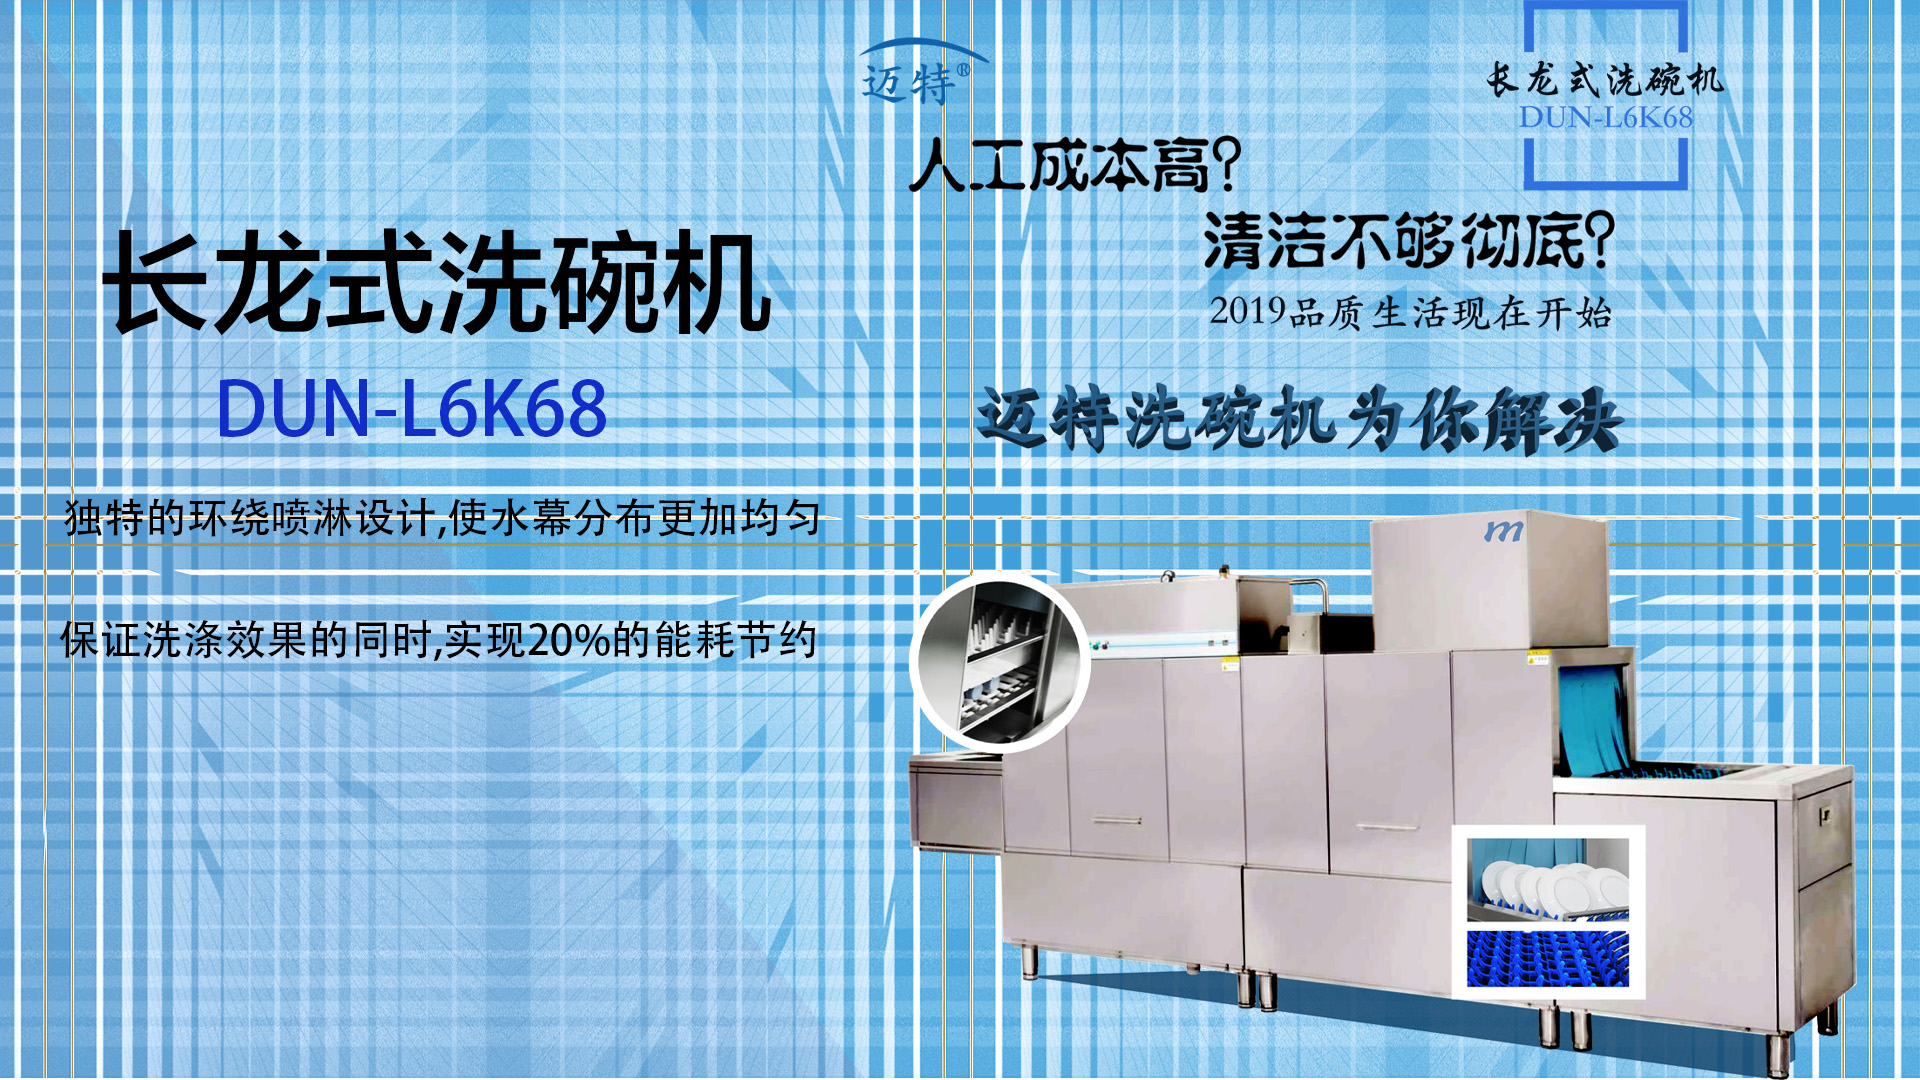 迈特®
长龙式洗碗机
DUN-L6K68
人工成本高?
清洁不够彻底?
2019品质生活现在开始
迈特洗碗机为你解决
长龙式洗碗机
DUN-L6K68
独特的环绕喷淋设计,使水幕分布更加均匀
保证洗涤效果的同时,实现20%的能耗节约
m